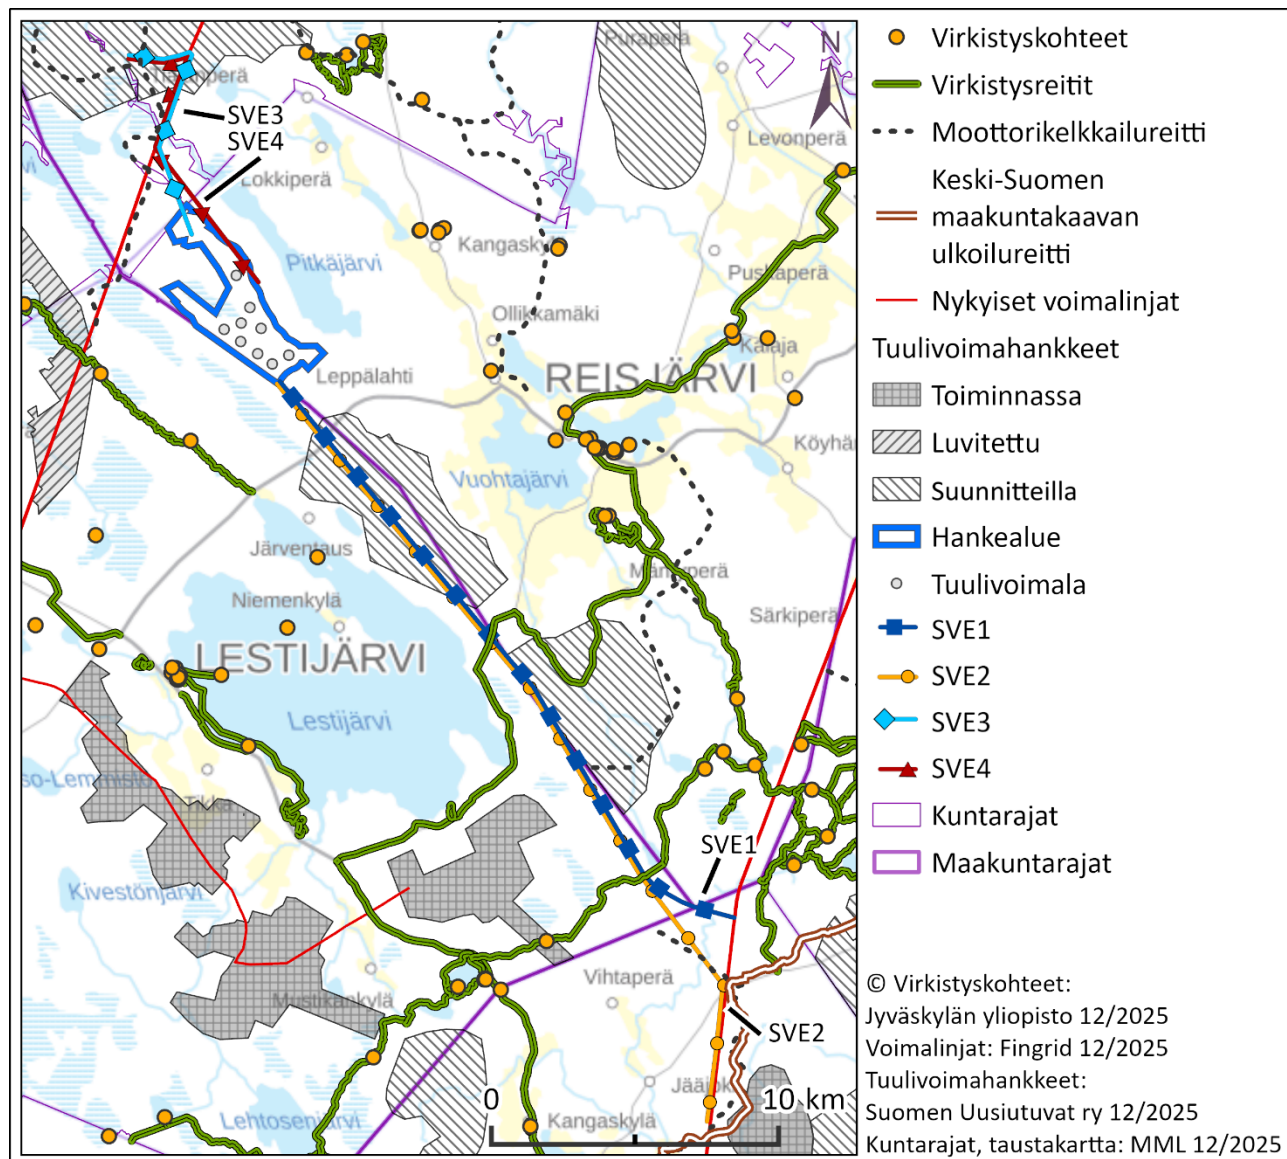 Puraperä
N
Levonperä
SVE3
SVE4
Lokkiperä
Kangaskylä
Pitkäjärvi
Puskaperä
Ollikkamäki
Kalaja
REISJÄRVI
Leppälahti
Vuohtajärvi
Järventaus
Niemenkylä
Särkiperä
LESTIJÄRVI
Lestijärvi
SVE1
Kivestönjärvi
Vihtaperä
Mustikankylä
SVE2
0
10 km
Lehtosenjärvi
Kangaskylä
Virkistyskohteet
Virkistysreitit
Moottorikelkkailureitti
Keski-Suomen
maakuntakaavan
ulkoilureitti
Nykyiset voimalinjat
Tuulivoimahankkeet
Toiminnassa
Luvitettu
Suunnitteilla
Hankealue
Tuulivoimala
SVE1
SVE2
SVE3
SVE4
Kuntarajat
Maakuntarajat
© Virkistyskohteet:
Jyväskylän yliopisto 12/2025
Voimalinjat: Fingrid 12/2025
Tuulivoimahankkeet:
Suomen Uusiutuvat ry 12/2025
Kuntarajat, taustakartta: MML 12/2025